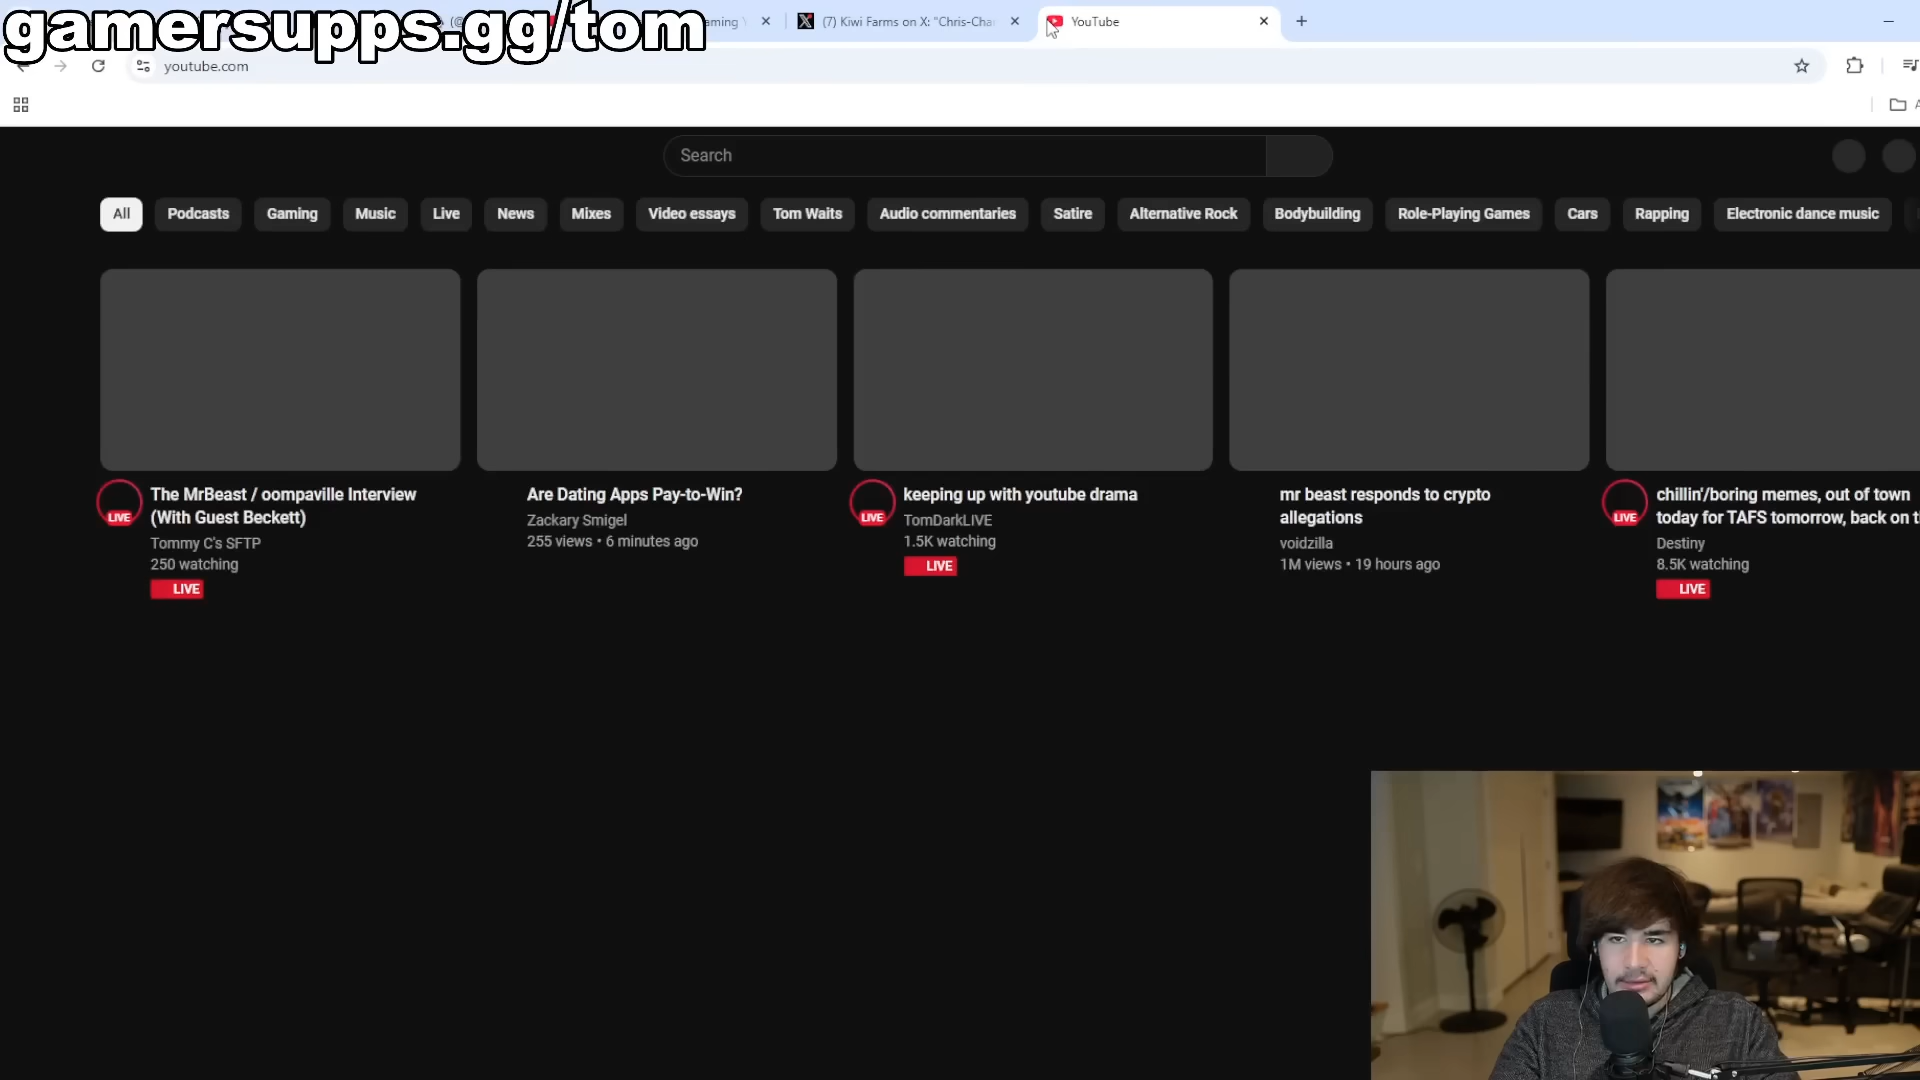 gamersupps.gg/tom
aming
(7) Kiwi Farms on X: "Chris-Cha
YouTube
youtube.com
Search
All
Podcasts
Gaming
Music
Live
News
Mixes
Video essays
Tom Waits
Audio commentaries
Satire
Alternative Rock
Bodybuilding
Role-Playing Games
Cars
Rapping
Electronic dance music
LIVE
The MrBeast / oompaville Interview
(With Guest Beckett)
Tommy C's SFTP
250 watching
LIVE
Are Dating Apps Pay-to-Win?
Zackary Smigel
255 views • 6 minutes ago
LIVE
keeping up with youtube drama
TomDarkLIVE
1.5K watching
LIVE
mr beast responds to crypto
allegations
voidzilla
1M views • 19 hours ago
LIVE
chillin'/boring memes, out of town
today for TAFS tomorrow, back on th
Destiny
8.5K watching
LIVE